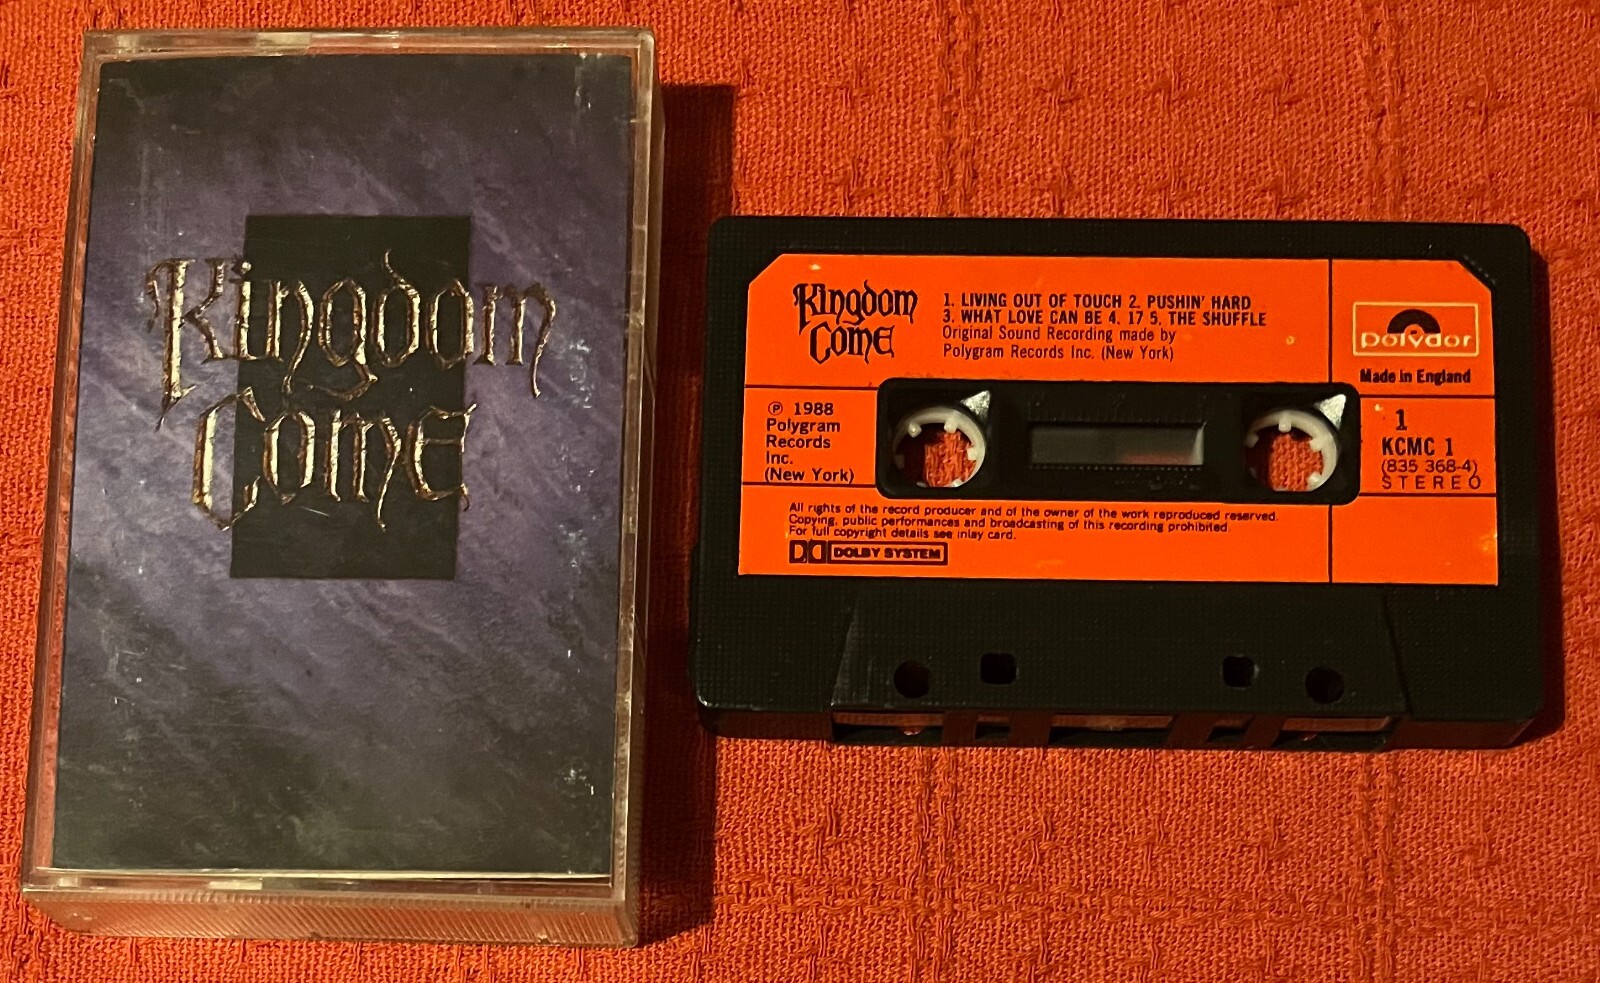 Kingdom
Come
Kingdom
Come
1. LIVING OUT OF TOUCH 2. PUSHIN' HARD
3. WHAT LOVE CAN BE 4. 17 5. THE SHUFFLE
Original Sound Recording made by
Polygram Records Inc. (New York)
polydor
Made in England
℗ 1988
Polygram
Records
Inc.
(New York)
1
KCMC 1
(835 368-4)
STEREO
All rights of the record producer and of the owner of the work reproduced reserved.
Copying, public performances and broadcasting of this recording prohibited.
For full copyright details see inlay card.
DOLBY SYSTEM